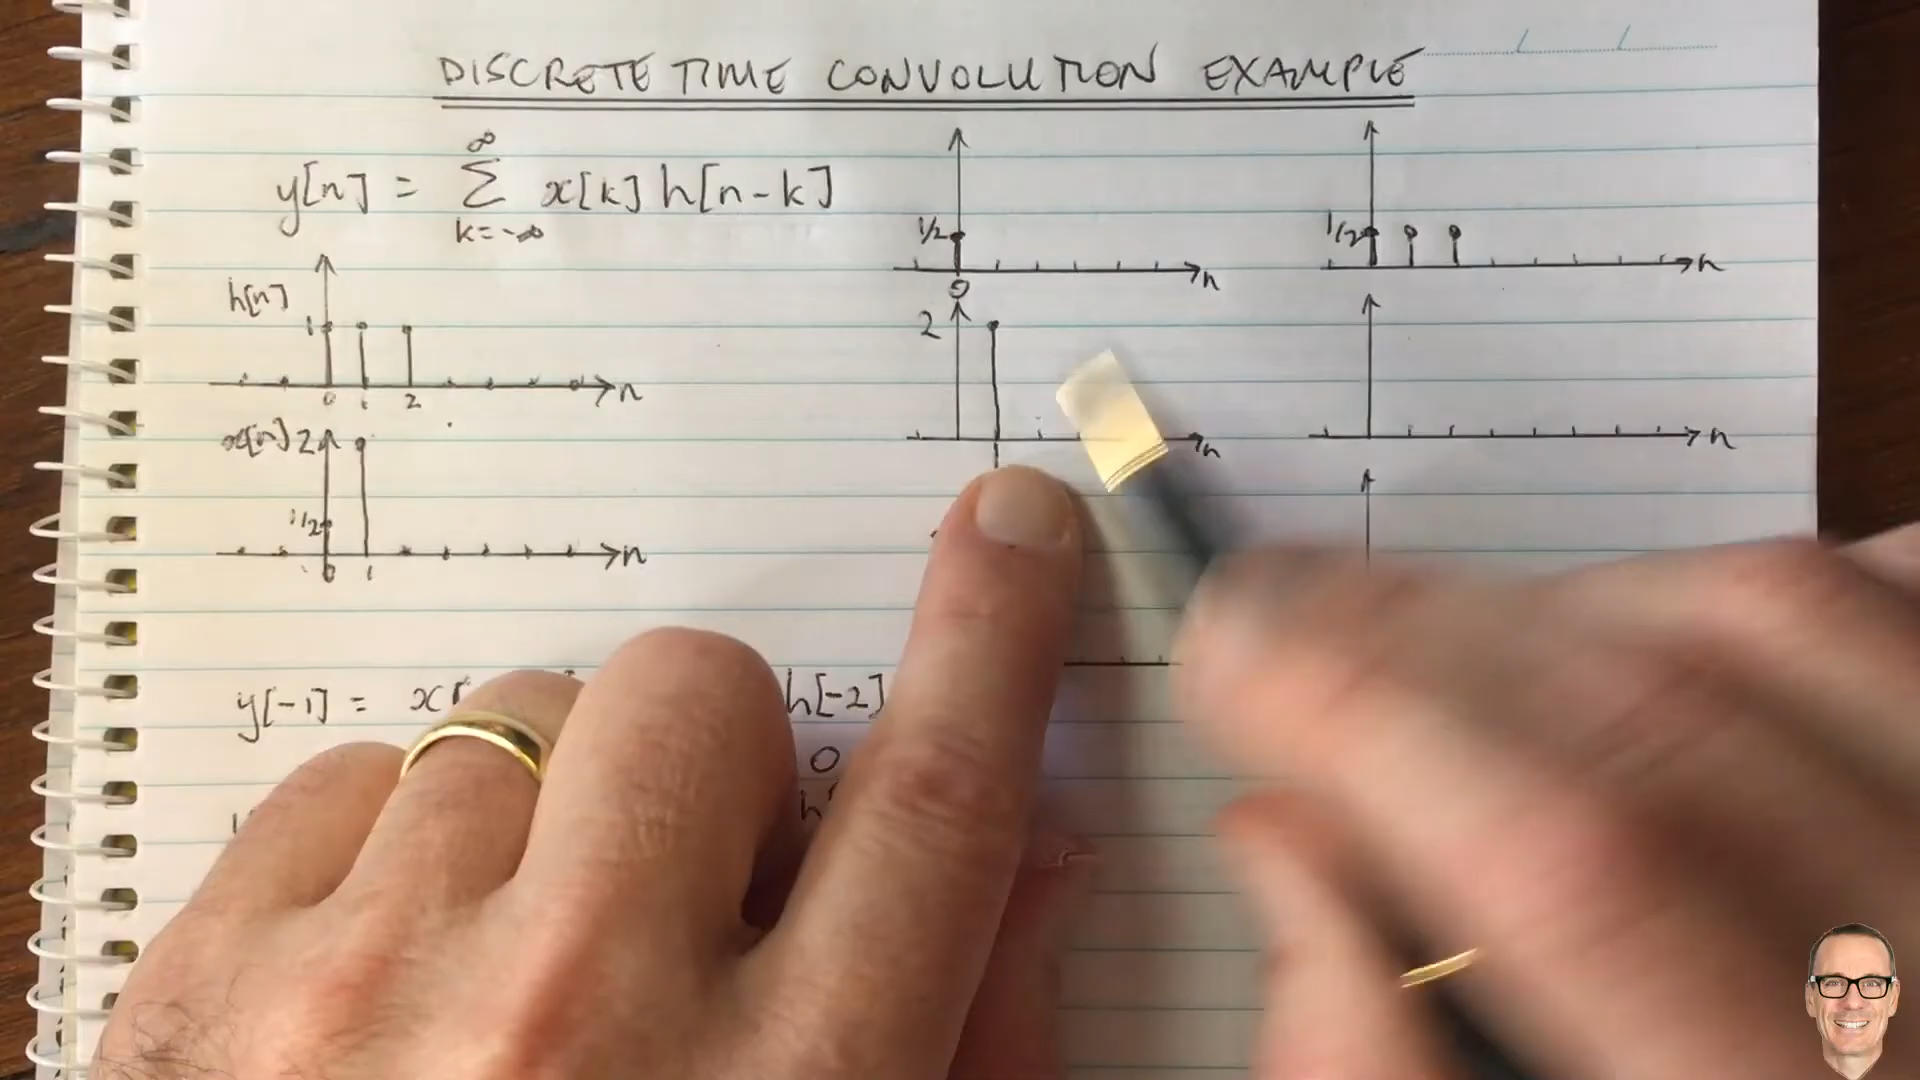 DISCRETE TIME CONVOLUTION EXAMPLE
∞
y[n] = Σ x[k] h[n-k]
k=-∞
h[n]
1
0 1 2
n
x[n] 2
1/2
0 1
n
1/2
0
n
2
n
1/2
n
n
y[-1] = x[
h[-2]
0